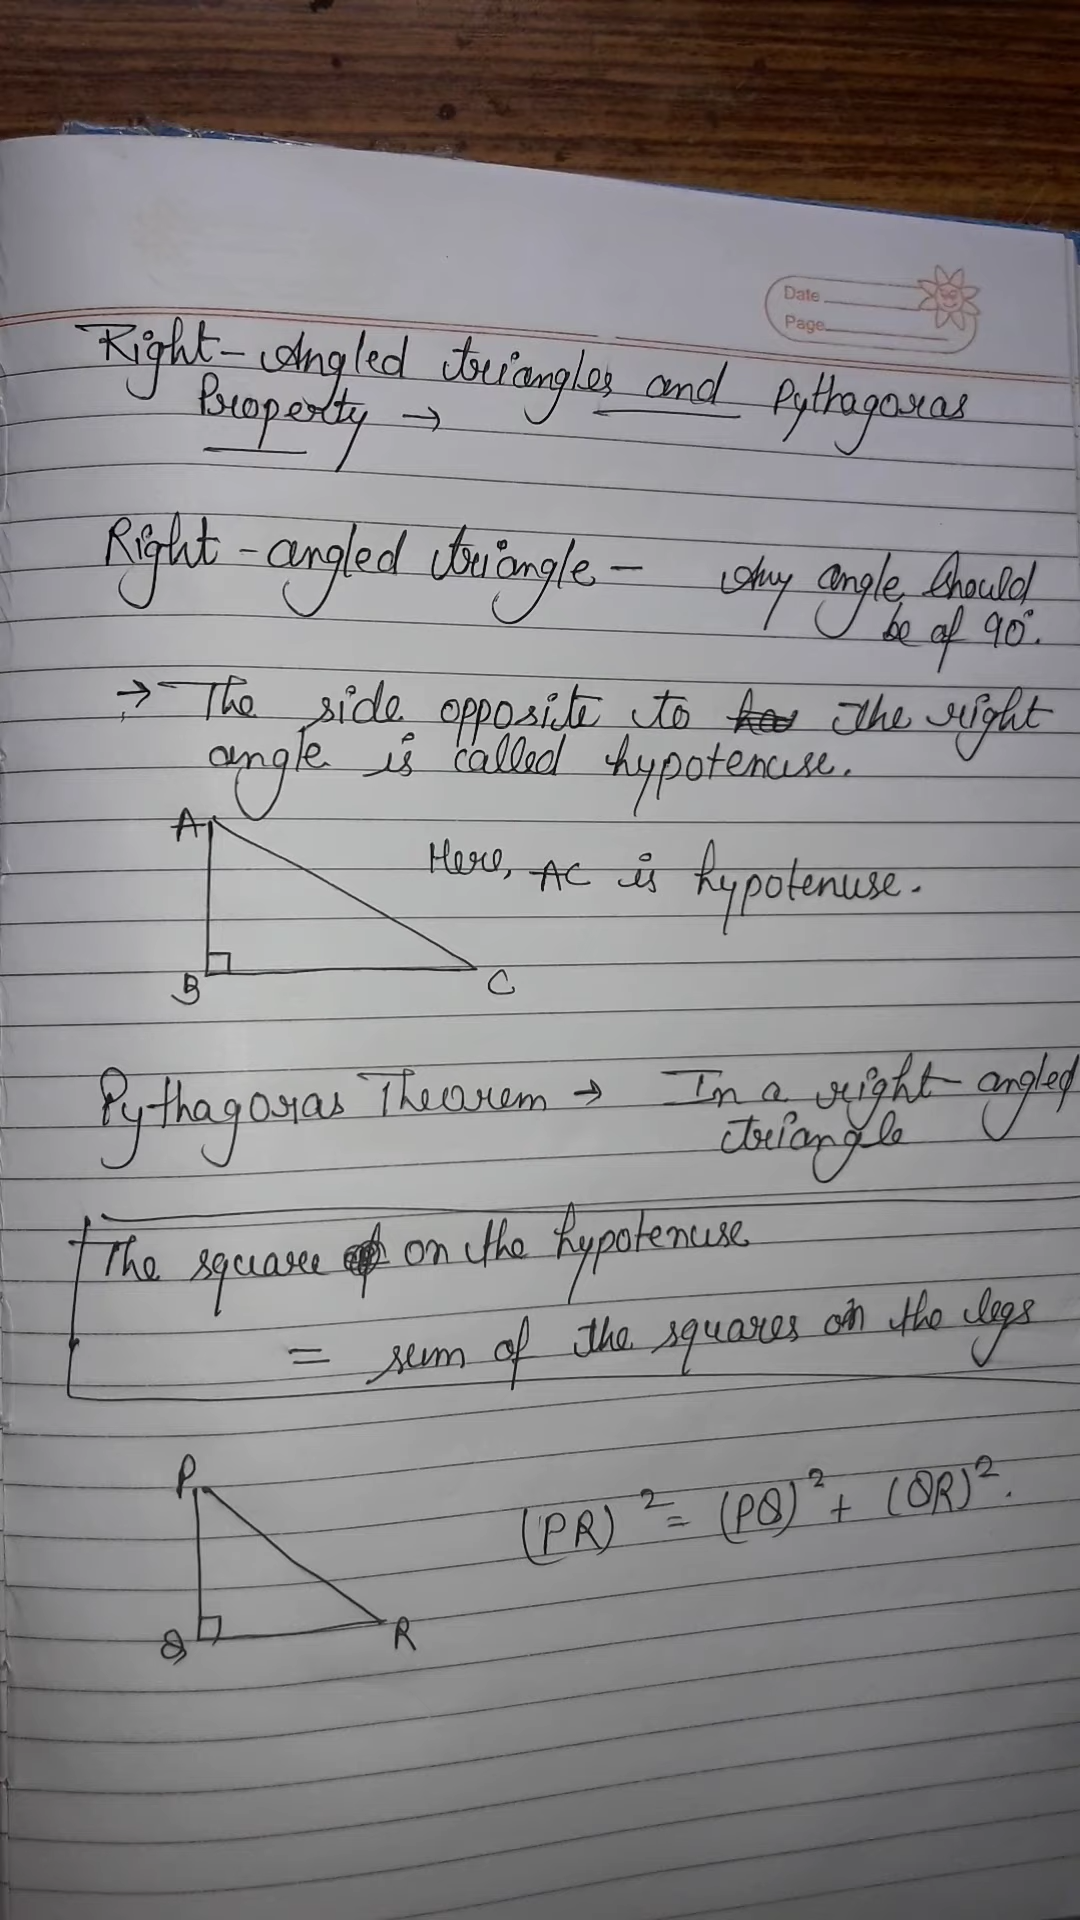 Date
Page
Right-Angled triangles and Pythagoras
Property →
Right-angled triangle - Any angle should
be of 90°.
→ The side opposite to the right
angle is called hypotenuse.
A
Here, AC is hypotenuse.
B
C
Pythagoras Theorem → In a right-angled
triangle
The square on the hypotenuse
= sum of the squares on the legs
P
(PR)² = (PQ)² + (QR)².
Q
R